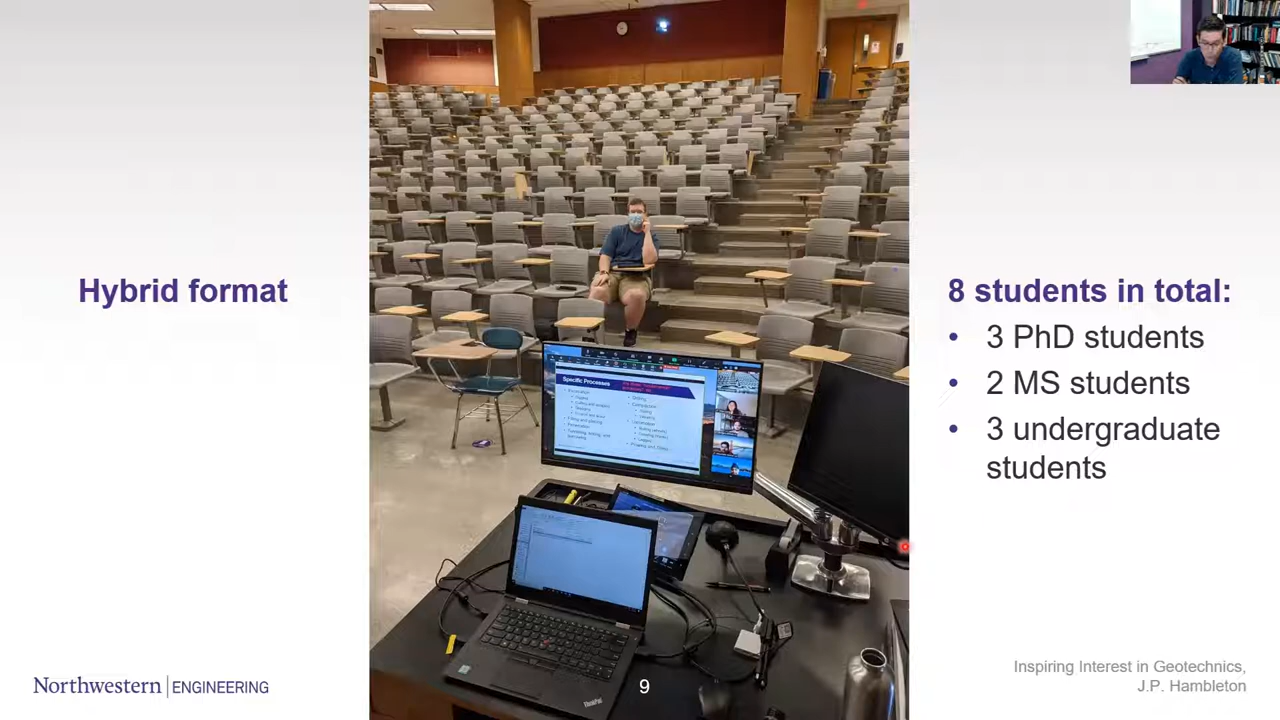 Hybrid format
Specific Processes
ThinkPad
9
8 students in total:
• 3 PhD students
• 2 MS students
• 3 undergraduate
students
Northwestern | ENGINEERING
Inspiring Interest in Geotechnics,
J.P. Hambleton